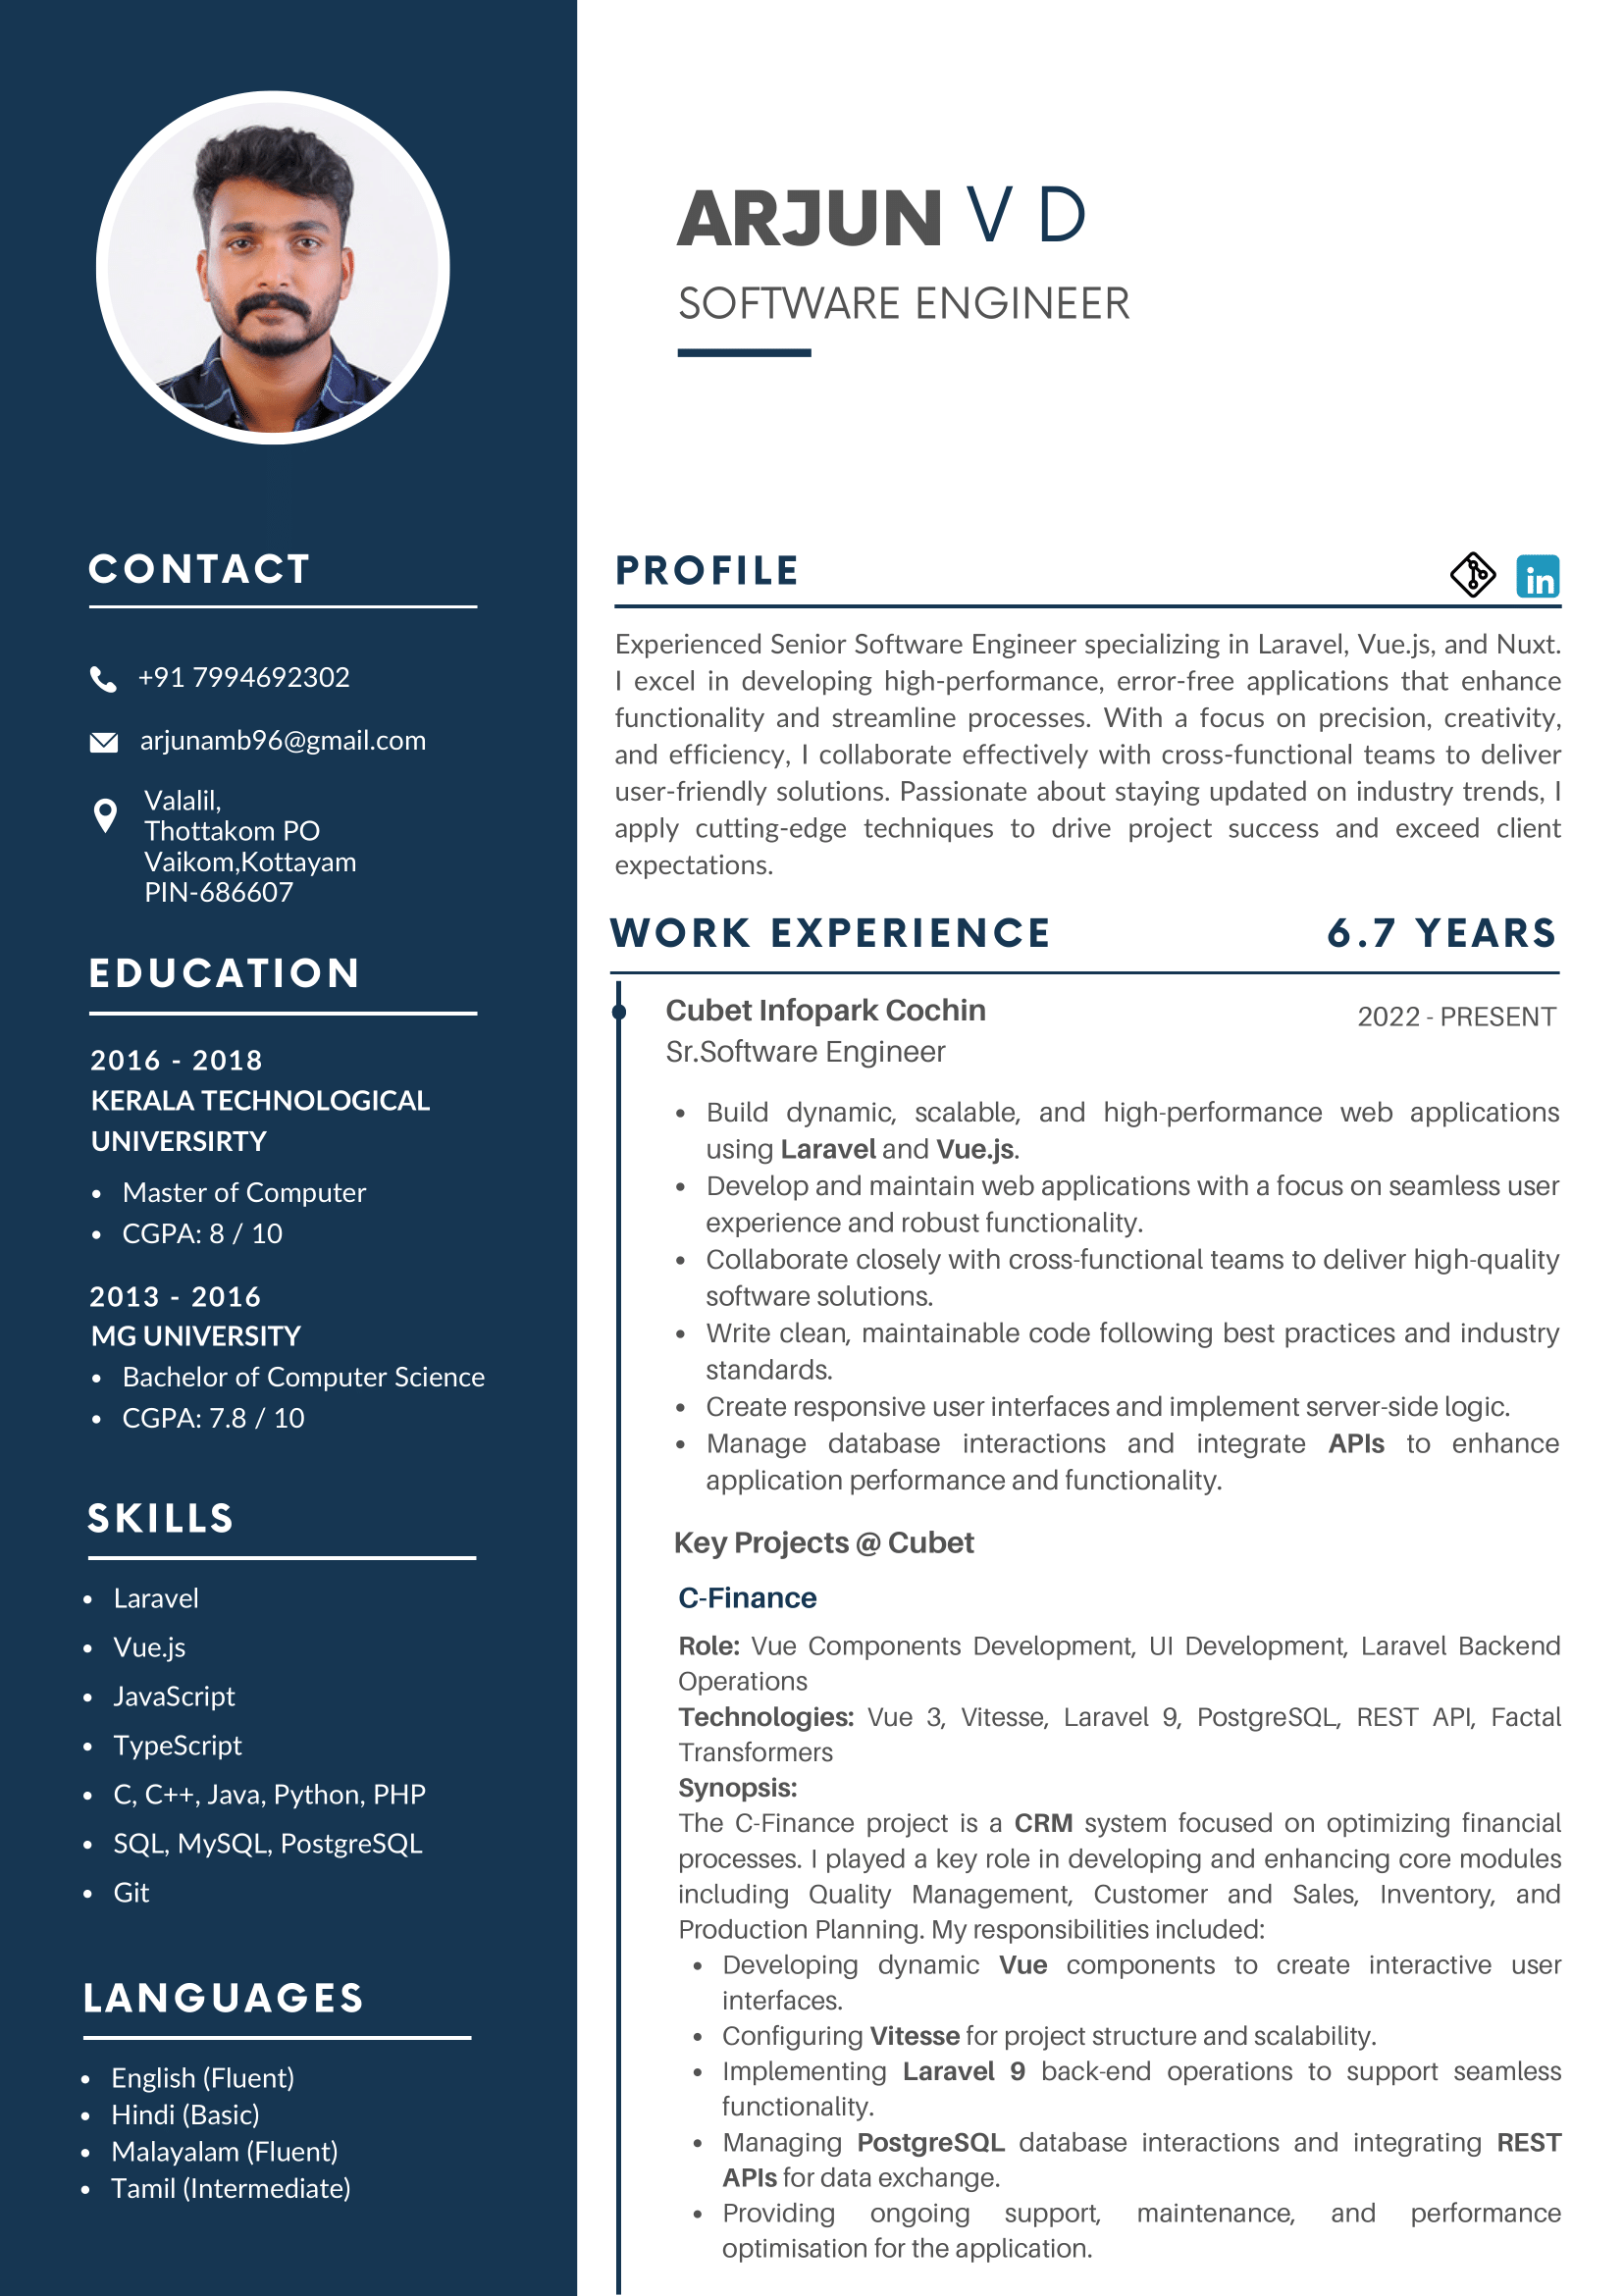 ARJUN V D
SOFTWARE ENGINEER
CONTACT
+91 7994692302
arjunamb96@gmail.com
Valalil,
Thottakom PO
Vaikom,Kottayam
PIN-686607
EDUCATION
2016 - 2018
KERALA TECHNOLOGICAL
UNIVERSIRTY
• Master of Computer
• CGPA: 8 / 10
2013 - 2016
MG UNIVERSITY
• Bachelor of Computer Science
• CGPA: 7.8 / 10
SKILLS
• Laravel
• Vue.js
• JavaScript
• TypeScript
• C, C++, Java, Python, PHP
• SQL, MySQL, PostgreSQL
• Git
LANGUAGES
• English (Fluent)
• Hindi (Basic)
• Malayalam (Fluent)
• Tamil (Intermediate)
PROFILE
in
Experienced Senior Software Engineer specializing in Laravel, Vue.js, and Nuxt.
I excel in developing high-performance, error-free applications that enhance
functionality and streamline processes. With a focus on precision, creativity,
and efficiency, I collaborate effectively with cross-functional teams to deliver
user-friendly solutions. Passionate about staying updated on industry trends, I
apply cutting-edge techniques to drive project success and exceed client
expectations.
WORK EXPERIENCE 6.7 YEARS
Cubet Infopark Cochin 2022 - PRESENT
Sr.Software Engineer
• Build dynamic, scalable, and high-performance web applications
using Laravel and Vue.js.
• Develop and maintain web applications with a focus on seamless user
experience and robust functionality.
• Collaborate closely with cross-functional teams to deliver high-quality
software solutions.
• Write clean, maintainable code following best practices and industry
standards.
• Create responsive user interfaces and implement server-side logic.
• Manage database interactions and integrate APIs to enhance
application performance and functionality.
Key Projects @ Cubet
C-Finance
Role: Vue Components Development, UI Development, Laravel Backend
Operations
Technologies: Vue 3, Vitesse, Laravel 9, PostgreSQL, REST API, Factal
Transformers
Synopsis:
The C-Finance project is a CRM system focused on optimizing financial
processes. I played a key role in developing and enhancing core modules
including Quality Management, Customer and Sales, Inventory, and
Production Planning. My responsibilities included:
• Developing dynamic Vue components to create interactive user
interfaces.
• Configuring Vitesse for project structure and scalability.
• Implementing Laravel 9 back-end operations to support seamless
functionality.
• Managing PostgreSQL database interactions and integrating REST
APIs for data exchange.
• Providing ongoing support, maintenance, and performance
optimisation for the application.